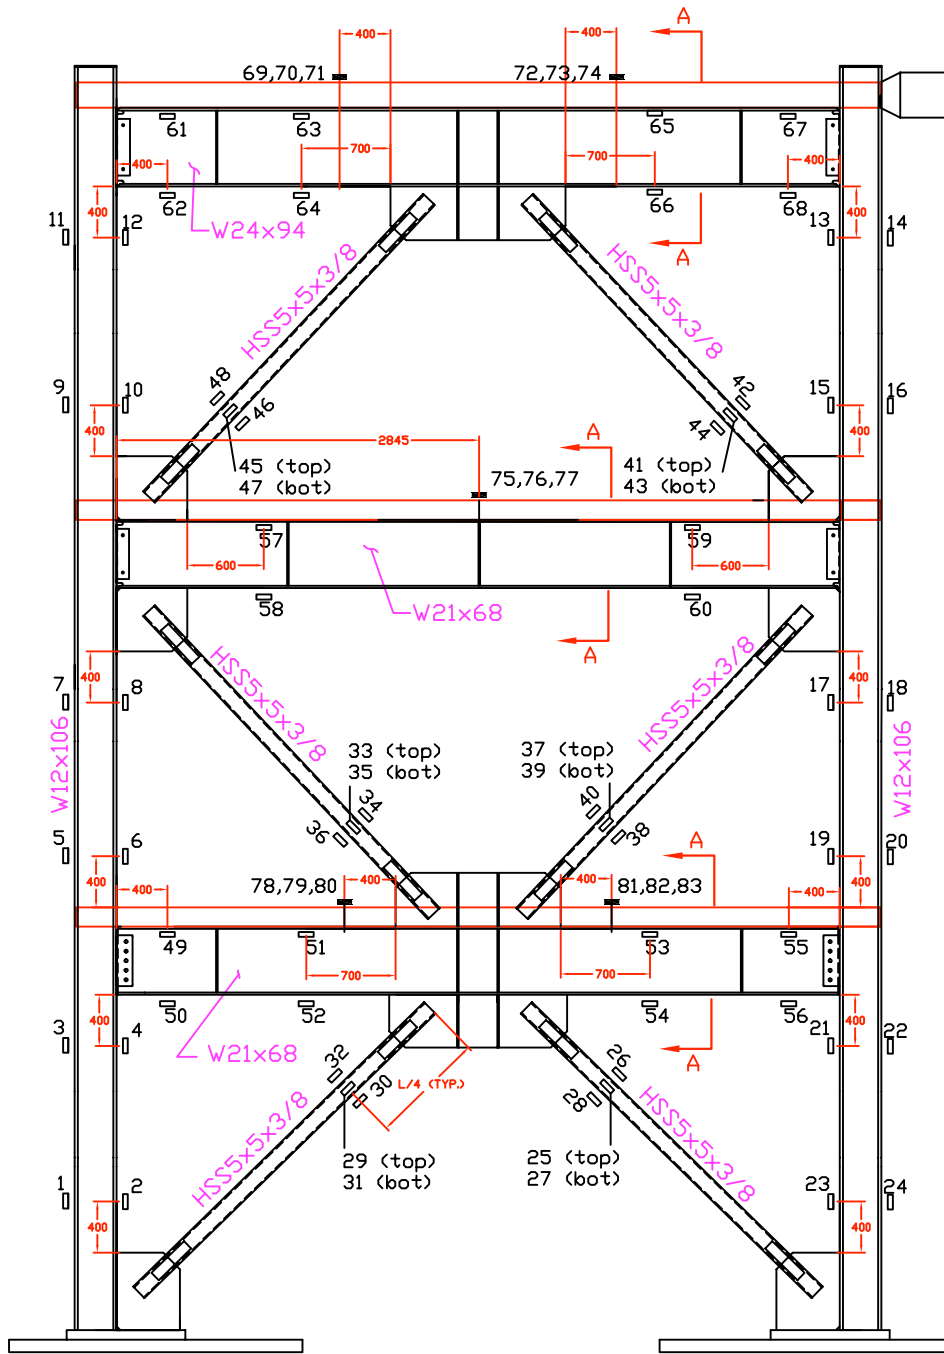 A
400
400
69,70,71
72,73,74
61
63
65
67
400
700
700
400
62
64
66
68
400
400
11
12
W24x94
13
14
A
HSS5x5x3/8
HSS5x5x3/8
48
42
9
10
46
44
15
16
400
400
2845
A
45 (top)
47 (bot)
41 (top)
43 (bot)
75,76,77
57
59
600
600
58
W21x68
60
A
HSS5x5x3/8
HSS5x5x3/8
400
400
7
8
17
18
W12x106
W12x106
33 (top)
35 (bot)
37 (top)
39 (bot)
34
40
36
38
5
6
19
20
A
400
400
400
400
400
400
78,79,80
81,82,83
49
51
53
55
700
700
50
52
54
56
400
400
3
4
21
22
W21x68
A
32
30
L/4 (TYP.)
26
28
HSS5x5x3/8
HSS5x5x3/8
29 (top)
31 (bot)
25 (top)
27 (bot)
1
2
23
24
400
400